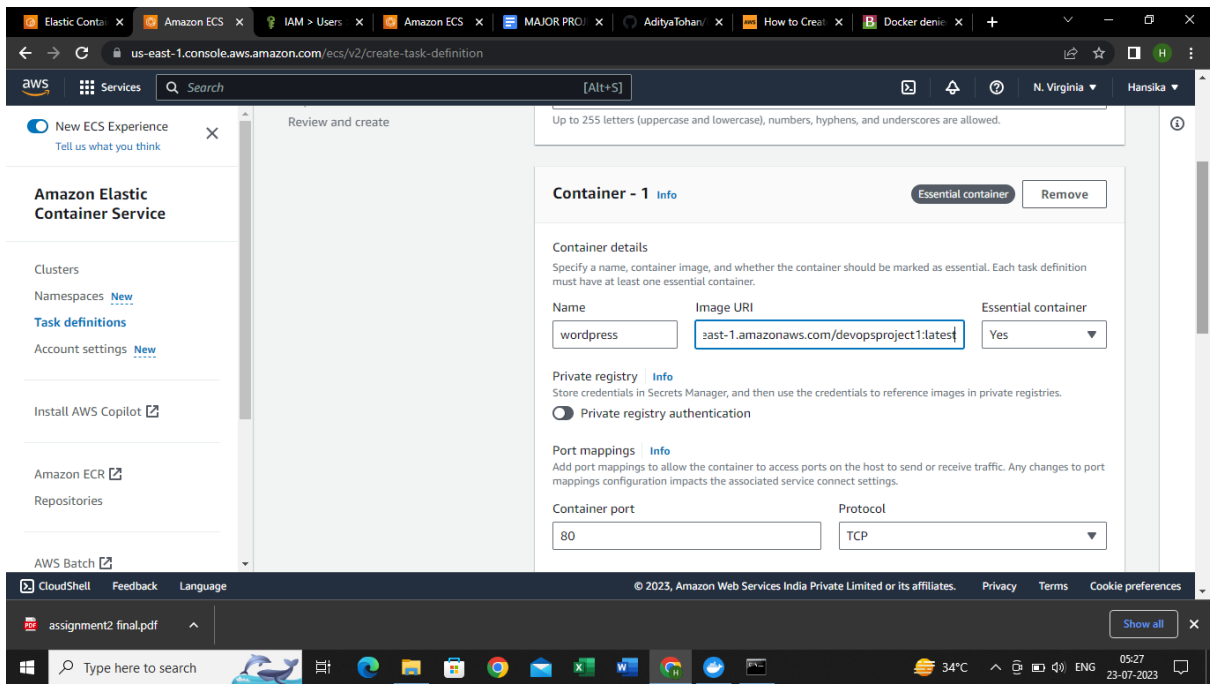 Elastic Contai
Amazon ECS
IAM > Users
Amazon ECS
MAJOR PROJ
AdityaTohan/
How to Creat
Docker denie
us-east-1.console.aws.amazon.com/ecs/v2/create-task-definition
H
aws
Services
Search
[Alt+S]
N. Virginia
Hansika
New ECS Experience
Tell us what you think
Amazon Elastic
Container Service
Clusters
Namespaces New
Task definitions
Account settings New
Install AWS Copilot
Amazon ECR
Repositories
AWS Batch
Review and create
Up to 255 letters (uppercase and lowercase), numbers, hyphens, and underscores are allowed.
Container - 1 Info
Essential container
Remove
Container details
Specify a name, container image, and whether the container should be marked as essential. Each task definition
must have at least one essential container.
Name
Image URI
Essential container
wordpress
east-1.amazonaws.com/devopsproject1:latest
Yes
Private registry Info
Store credentials in Secrets Manager, and then use the credentials to reference images in private registries.
Private registry authentication
Port mappings Info
Add port mappings to allow the container to access ports on the host to send or receive traffic. Any changes to port
mappings configuration impacts the associated service connect settings.
Container port
Protocol
80
TCP
CloudShell
Feedback
Language
© 2023, Amazon Web Services India Private Limited or its affiliates.
Privacy
Terms
Cookie preferences
assignment2 final.pdf
Show all
Type here to search
34°C
ENG
05:27
23-07-2023